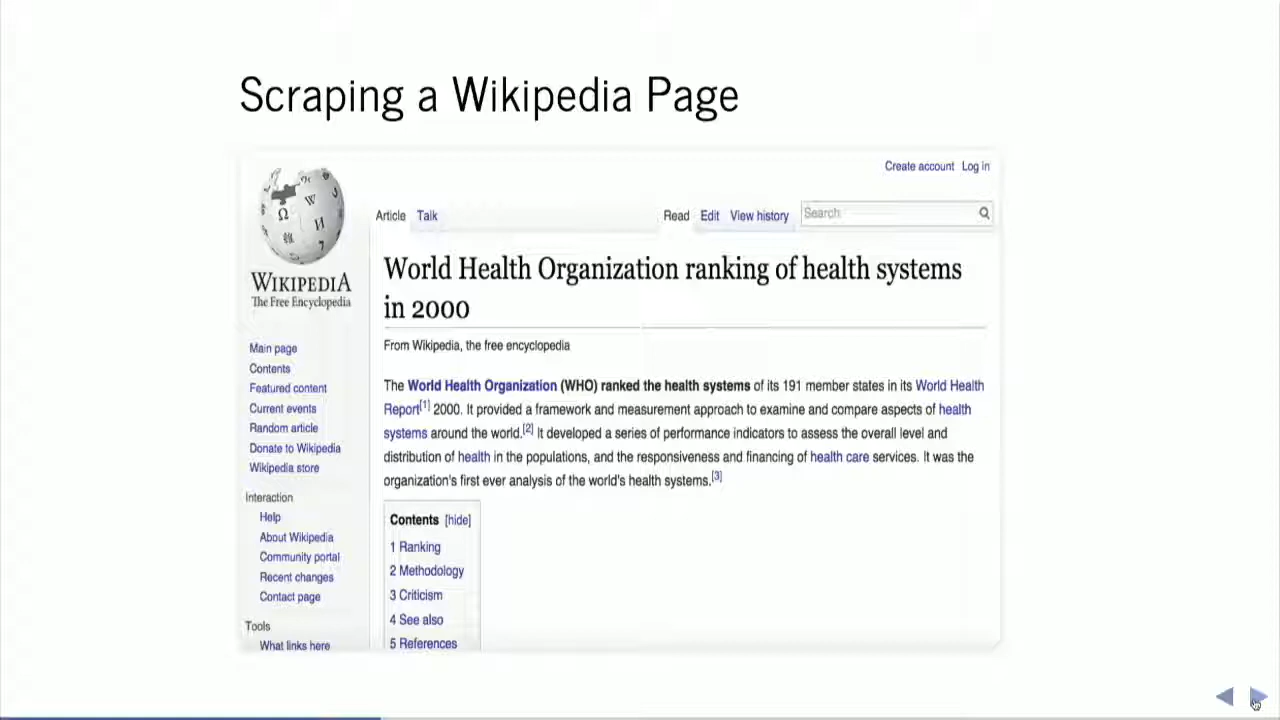 Scraping a Wikipedia Page
Create account Log in
Article Talk Read Edit View history Search
WIKIPEDIA
The Free Encyclopedia
World Health Organization ranking of health systems
in 2000
From Wikipedia, the free encyclopedia
The World Health Organization (WHO) ranked the health systems of its 191 member states in its World Health
Report[1] 2000. It provided a framework and measurement approach to examine and compare aspects of health
systems around the world.[2] It developed a series of performance indicators to assess the overall level and
distribution of health in the populations, and the responsiveness and financing of health care services. It was the
organization's first ever analysis of the world's health systems.[3]
Main page
Contents
Featured content
Current events
Random article
Donate to Wikipedia
Wikipedia store
Interaction
Help
About Wikipedia
Community portal
Recent changes
Contact page
Tools
What links here
Contents [hide]
1 Ranking
2 Methodology
3 Criticism
4 See also
5 References